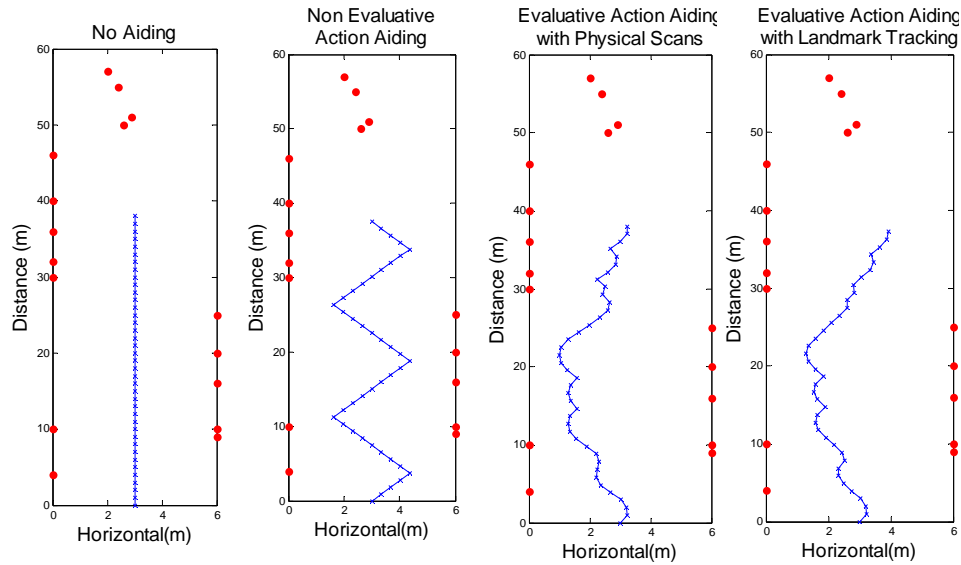 No Aiding
60
50
40
30
20
10
0
Distance (m)
0 2 4 6
Horizontal(m)
Non Evaluative
Action Aiding
60
50
40
30
20
10
0
Distance (m)
0 2 4 6
Horizontal(m)
Evaluative Action Aiding
with Physical Scans
60
50
40
30
20
10
0
Distance (m)
0 2 4 6
Horizontal(m)
Evaluative Action Aiding
with Landmark Tracking
60
50
40
30
20
10
0
Distance (m)
0 2 4 6
Horizontal(m)